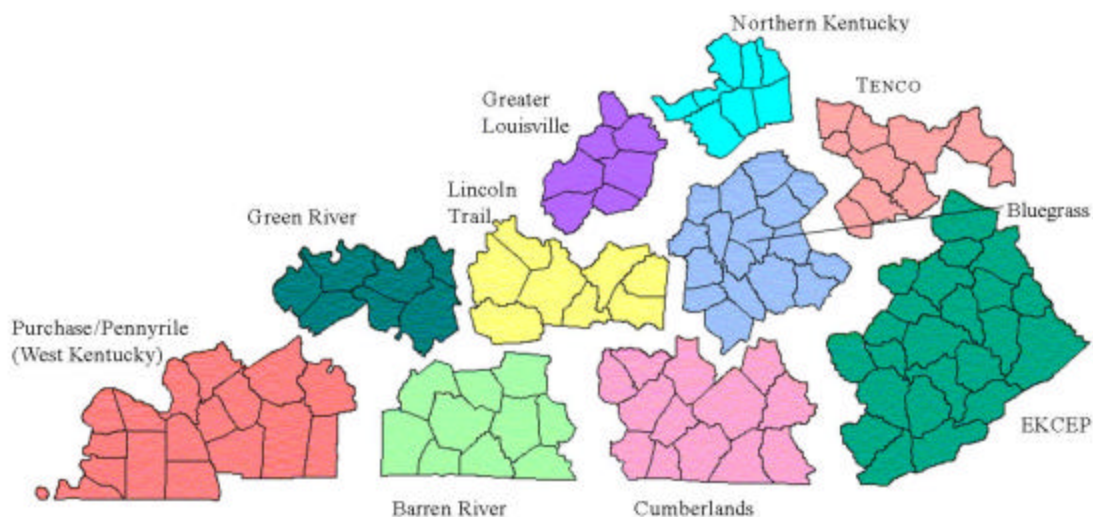 Northern Kentucky
TENCO
Greater
Louisville
Lincoln
Trail
Green River
Bluegrass
Purchase/Pennyrile
(West Kentucky)
EKCEP
Barren River
Cumberlands